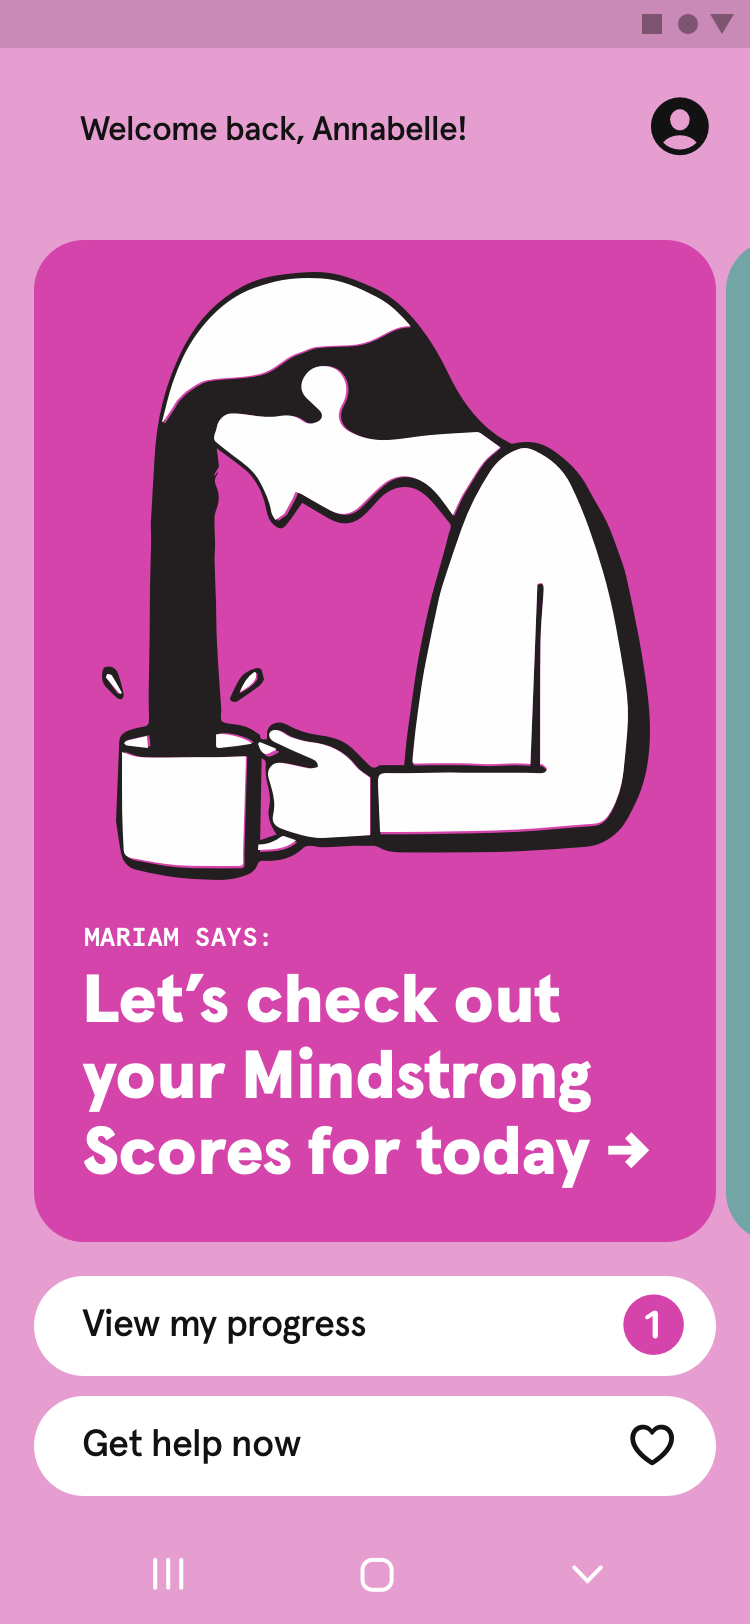 Welcome back, Annabelle!
MARIAM SAYS:
Let’s check out
your Mindstrong
Scores for today →
View my progress
1
Get help now